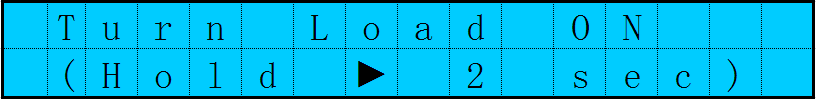 Turn Load ON
(Hold ► 2 sec)